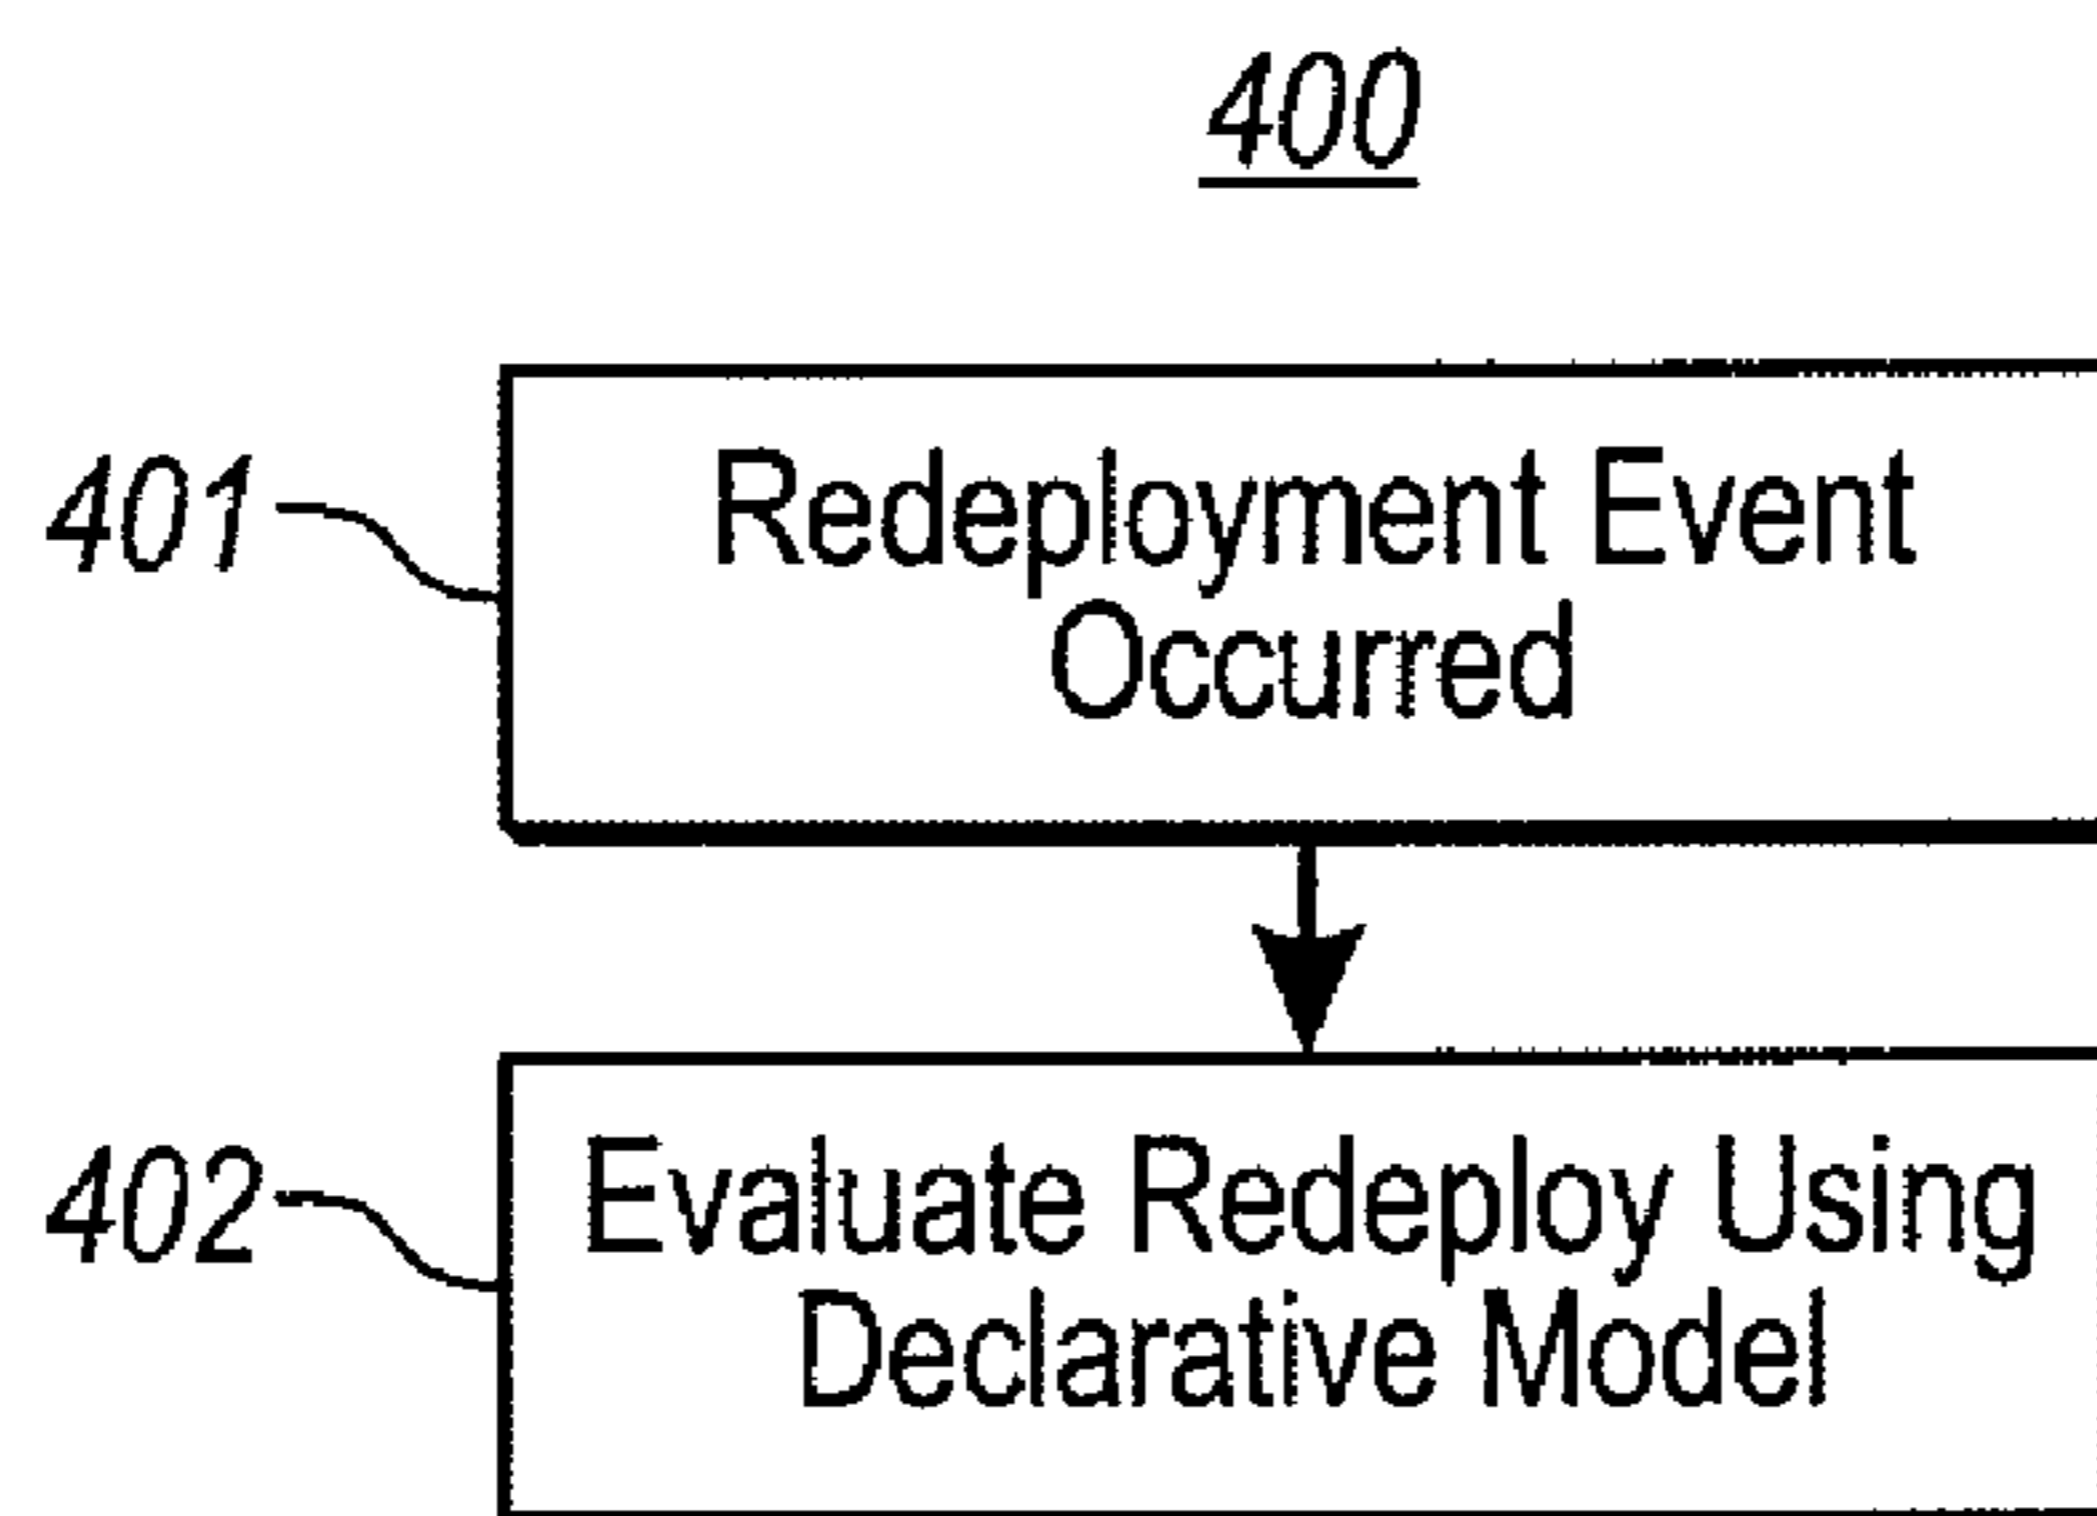 400
401
Redeployment Event
Occurred
402
Evaluate Redeploy Using
Declarative Model